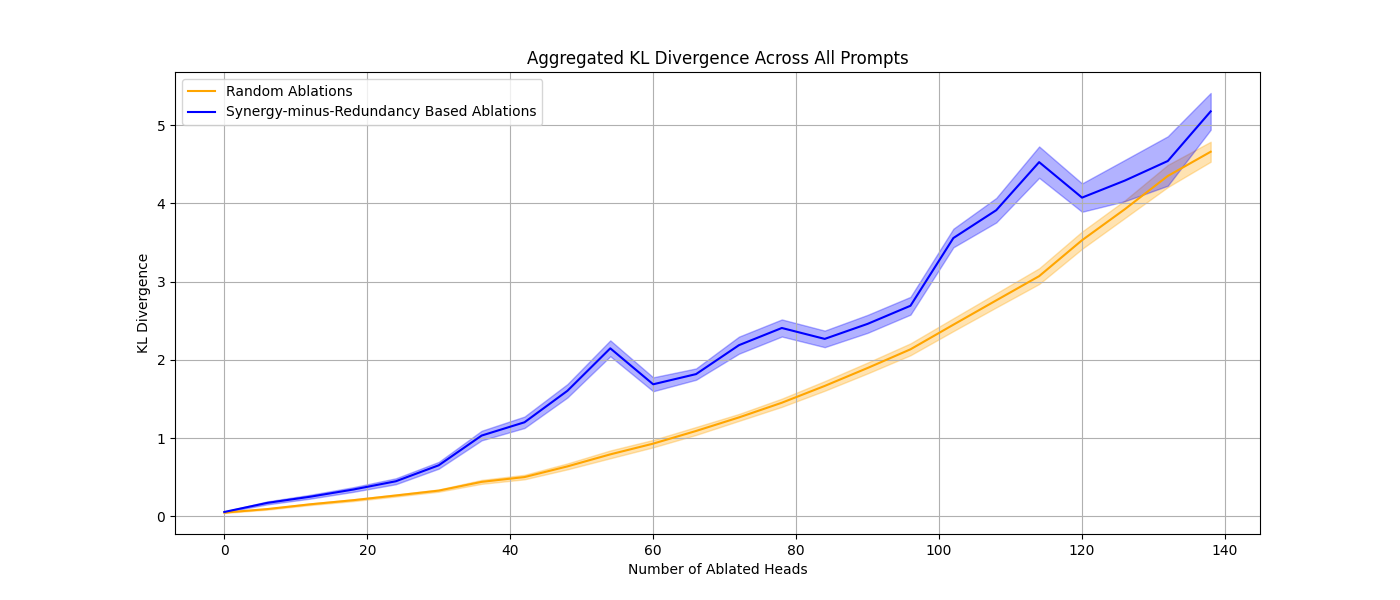 Aggregated KL Divergence Across All Prompts
Random Ablations
Synergy-minus-Redundancy Based Ablations
KL Divergence
5
4
3
2
1
0
0 20 40 60 80 100 120 140
Number of Ablated Heads